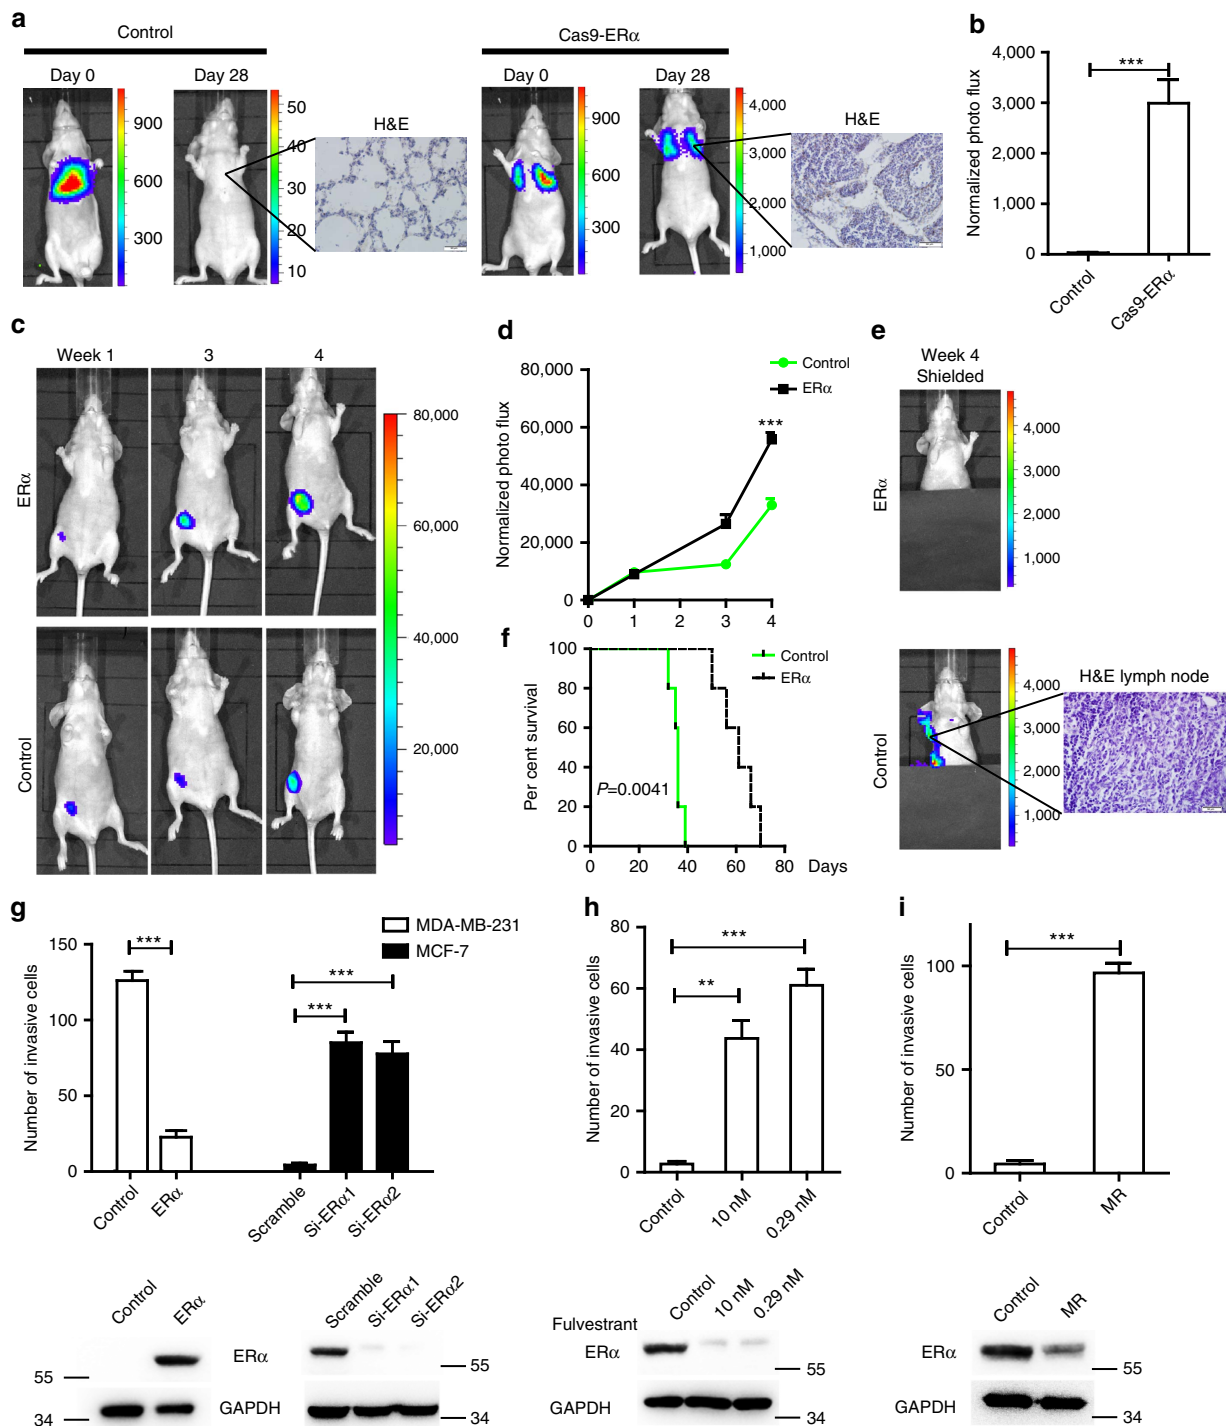 a
Control
Day 0
Day 28
900
600
300
50
40
30
20
10
H&E
Cas9-ERα
Day 0
Day 28
900
600
300
4,000
3,000
2,000
1,000
H&E
b
Normalized photo flux
4,000
3,000
2,000
1,000
0
***
Control
Cas9-ERα
c
Week 1
3
4
ERα
Control
80,000
60,000
40,000
20,000
d
Normalized photo flux
80,000
60,000
40,000
20,000
0
0
1
2
3
4
Control
ERα
***
e
Week 4
Shielded
ERα
4,000
3,000
2,000
1,000
Control
4,000
3,000
2,000
1,000
H&E lymph node
f
Per cent survival
100
80
60
40
20
0
0
20
40
60
80
Days
Control
ERα
P=0.0041
g
Number of invasive cells
150
100
50
0
MDA-MB-231
MCF-7
***
***
***
Control
ERα
Scramble
Si-ERα1
Si-ERα2
h
Number of invasive cells
80
60
40
20
0
**
***
Control
10 nM
0.29 nM
i
Number of invasive cells
100
50
0
***
Control
MR
Control
ERα
ERα
55
GAPDH
34
Scramble
Si-ERα1
Si-ERα2
55
34
Fulvestrant
Control
10 nM
0.29 nM
ERα
55
GAPDH
34
Control
MR
ERα
55
GAPDH
34